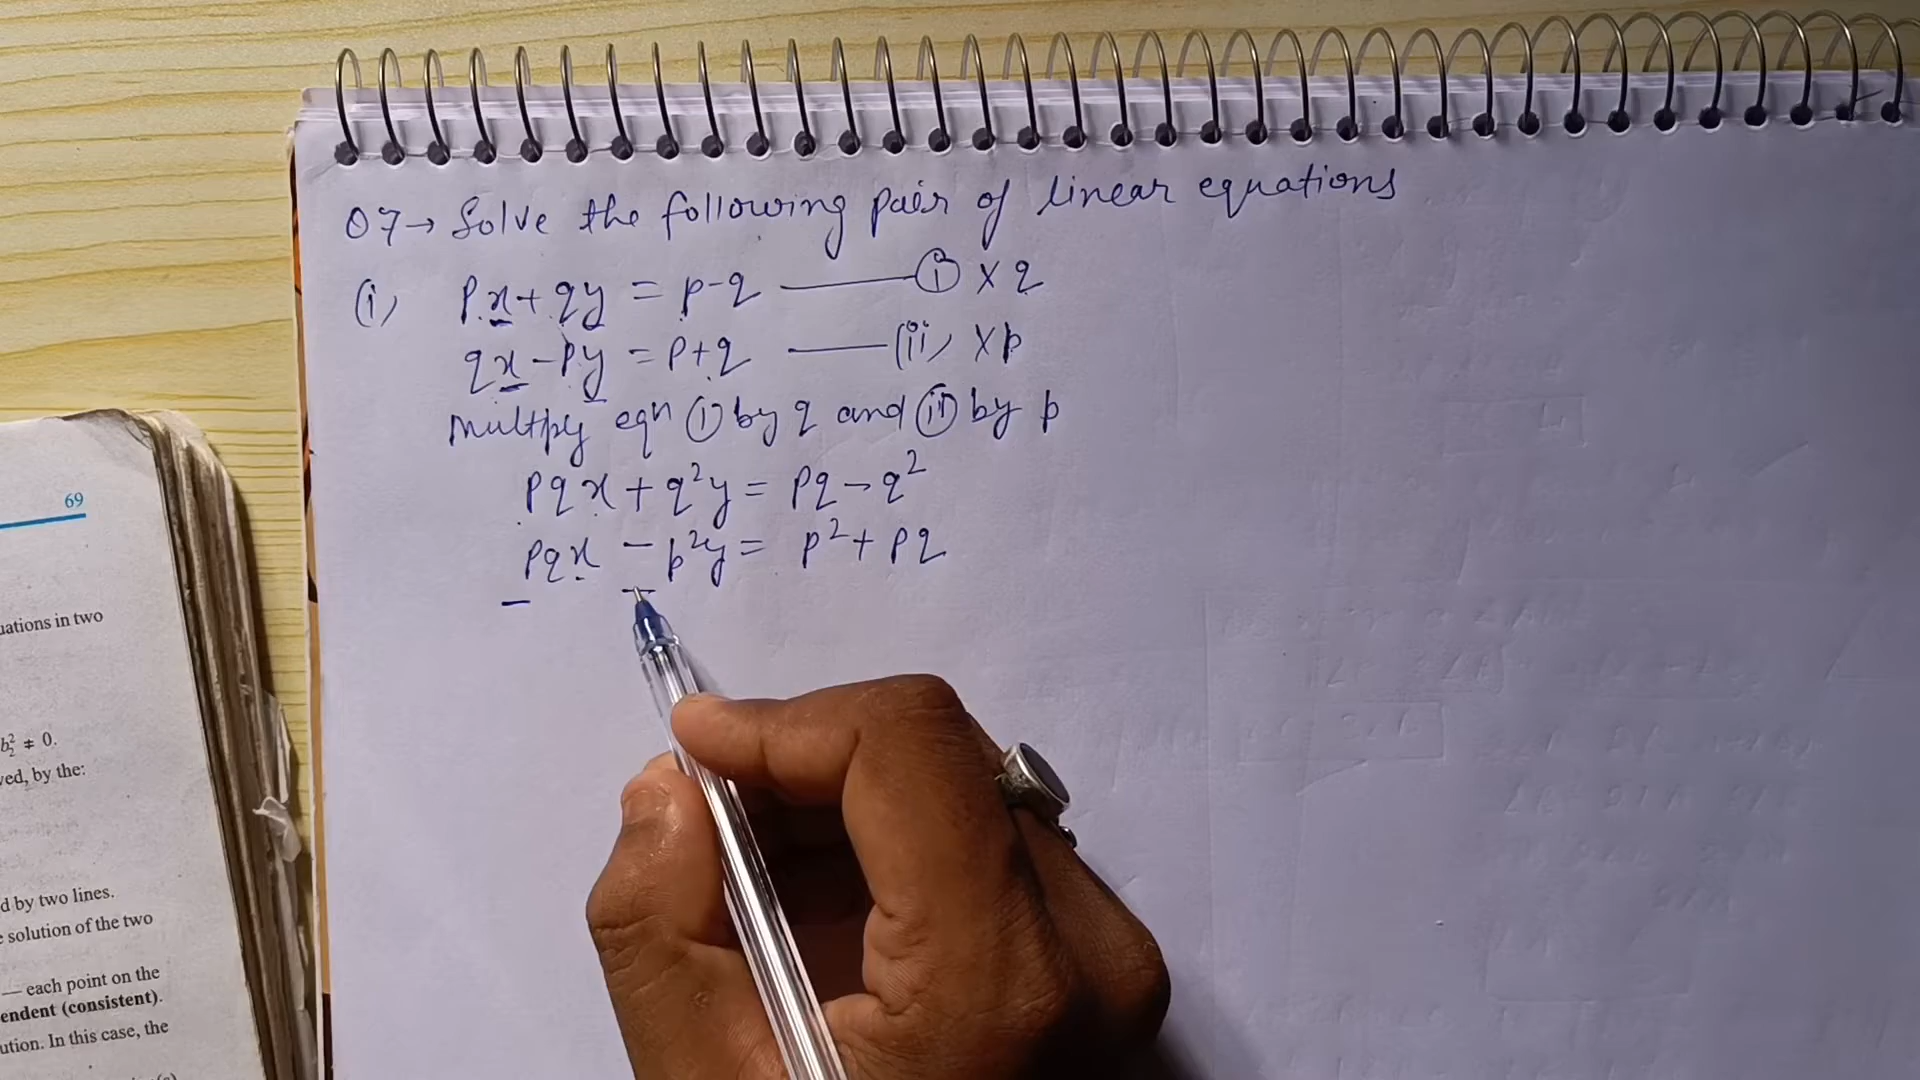 69
uations in two
b₂² ≠ 0.
ved, by the:
d by two lines.
e solution of the two
— each point on the
endent (consistent).
ution. In this case, the
Q7→ Solve the following pair of linear equations
(i) px + qy = p-q —— (i) × q
qx - py = p+q —— (ii) × p
Multply eqn (i) by q and (ii) by p
pqx + q²y = pq - q²
pqx - p²y = p² + pq